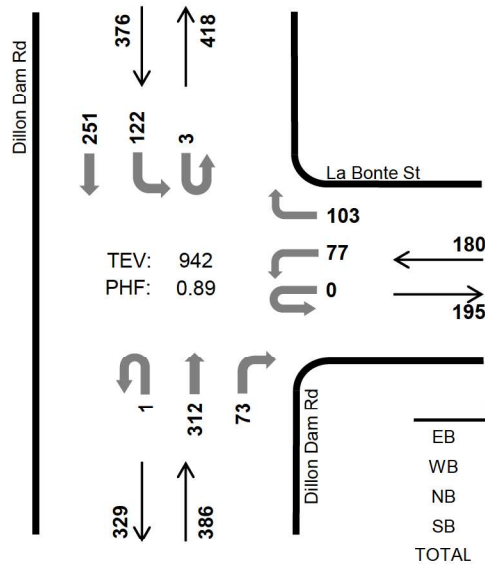 376
418
Dillon Dam Rd
251
122
3
La Bonte St
103
TEV: 942
77
180
PHF: 0.89
0
195
1
312
73
Dillon Dam Rd
329
386
EB
WB
NB
SB
TOTAL